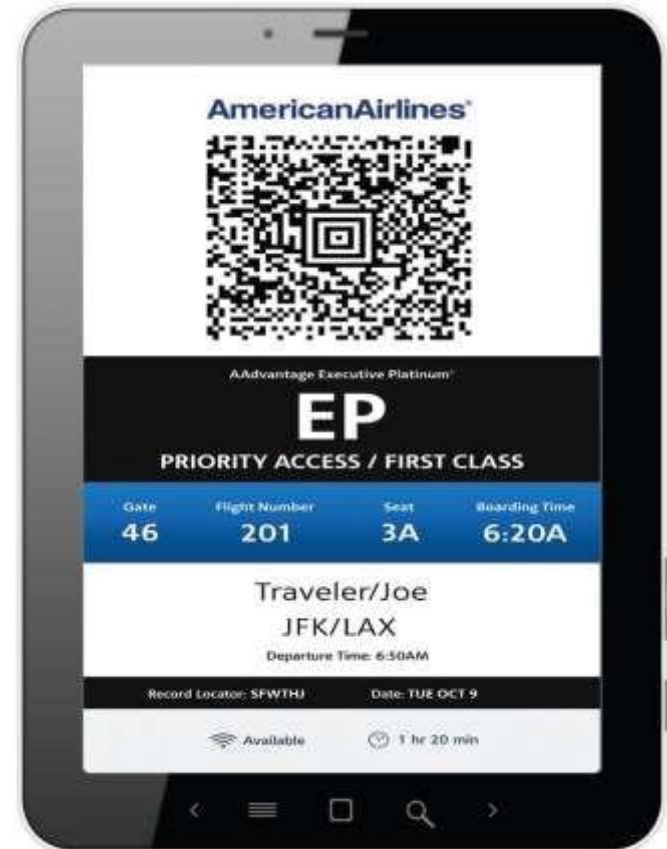 AmericanAirlines®
AAdvantage Executive Platinum®
EP
PRIORITY ACCESS / FIRST CLASS
Gate Flight Number Seat Boarding Time
46 201 3A 6:20A
Traveler/Joe
JFK/LAX
Departure Time: 6:50AM
Record Locator: SFWTHJ Date: TUE OCT 9
Available 1 hr 20 min